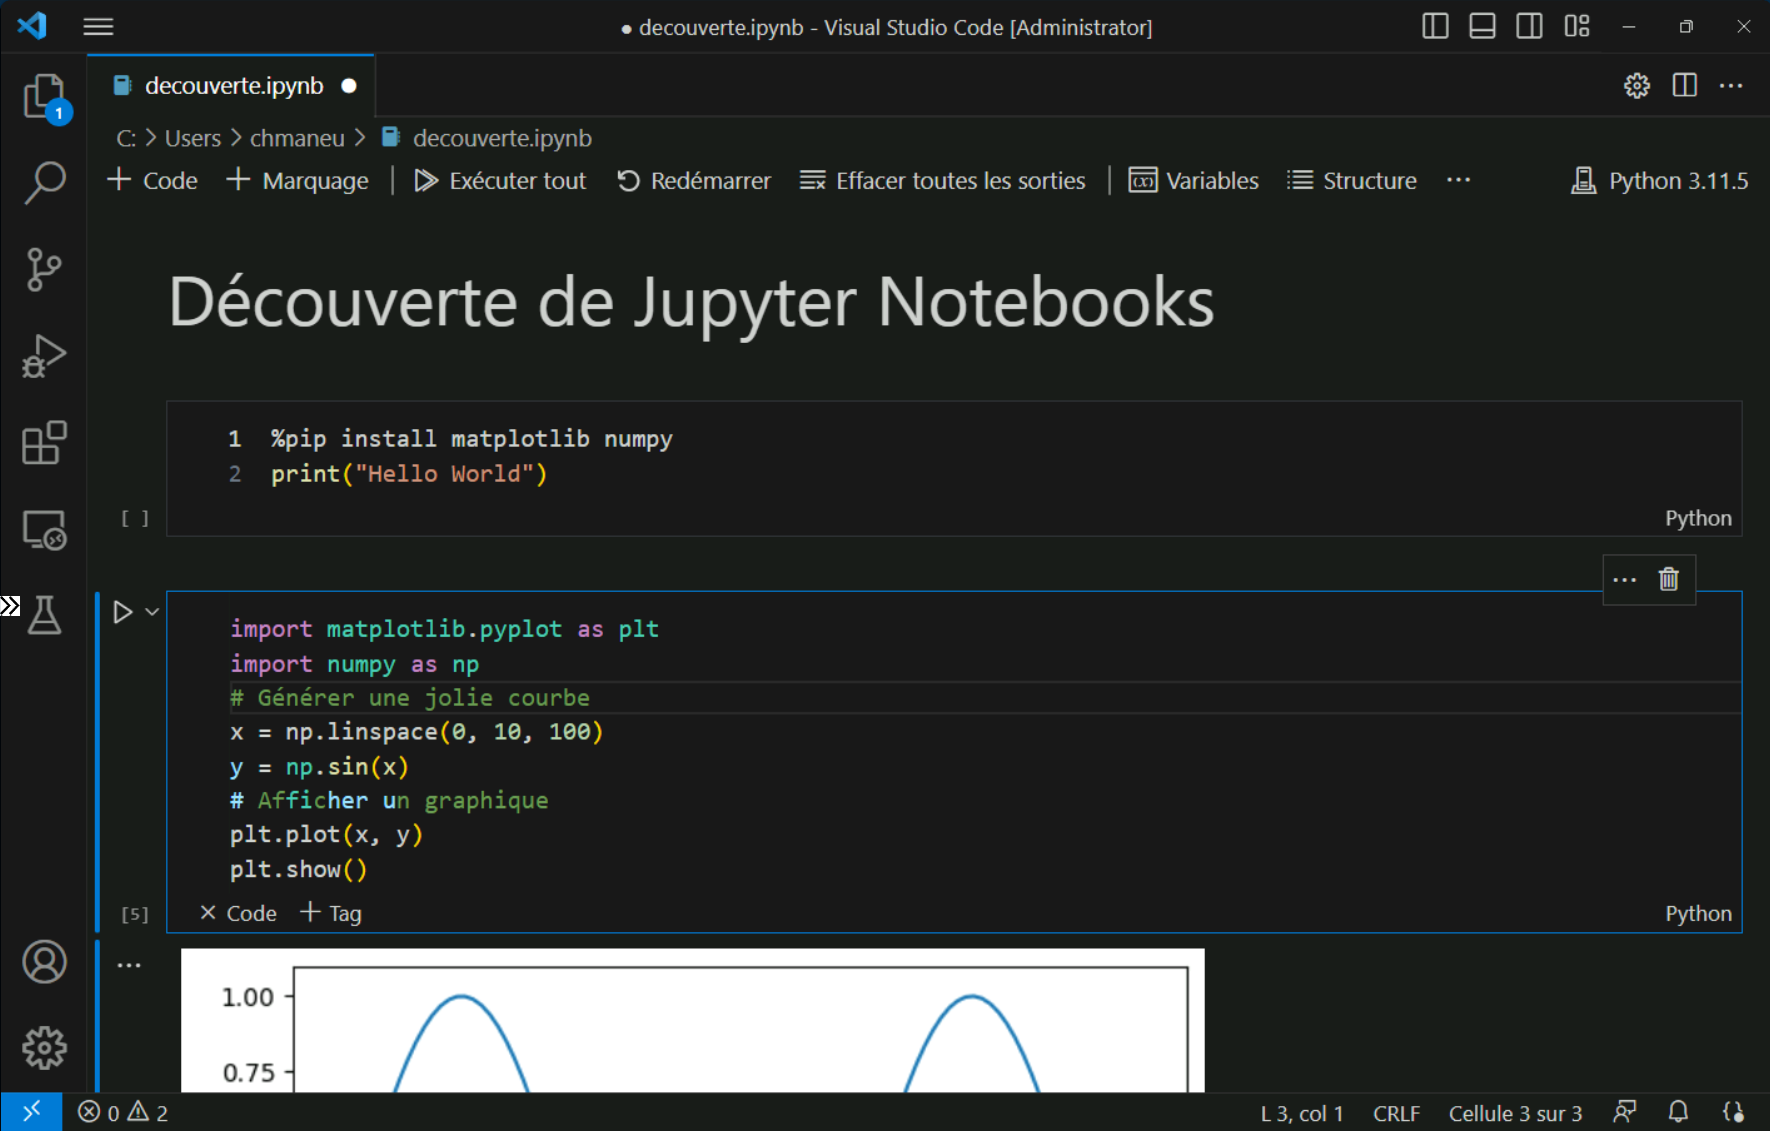 ● decouverte.ipynb - Visual Studio Code [Administrator]
decouverte.ipynb ●
1
C: > Users > chmaneu > decouverte.ipynb
+ Code + Marquage | Exécuter tout Redémarrer Effacer toutes les sorties | (x) Variables Structure ··· Python 3.11.5
Découverte de Jupyter Notebooks
1 %pip install matplotlib numpy
2 print("Hello World")
[ ] Python
import matplotlib.pyplot as plt
import numpy as np
# Générer une jolie courbe
x = np.linspace(0, 10, 100)
y = np.sin(x)
# Afficher un graphique
plt.plot(x, y)
plt.show()
[5] × Code + Tag Python
1.00
0.75
0 2 L 3, col 1 CRLF Cellule 3 sur 3